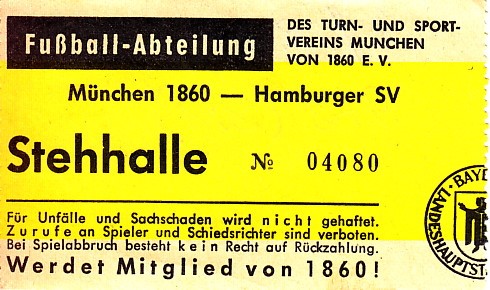 Fußball-Abteilung
DES TURN- UND SPORT-
VEREINS MUNCHEN
VON 1860 E. V.
München 1860 — Hamburger SV
Stehhalle № 04080
Für Unfälle und Sachschaden wird nicht gehaftet.
Zurufe an Spieler und Schiedsrichter sind verboten.
Bei Spielabbruch besteht kein Recht auf Rückzahlung.
Werdet Mitglied von 1860!